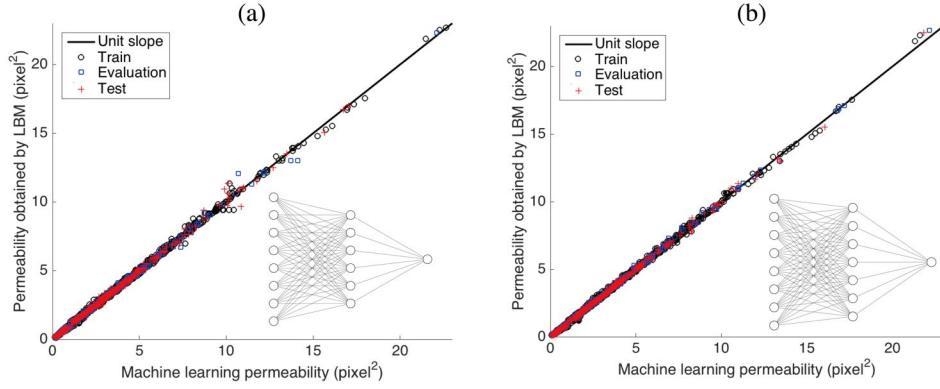 (a)
Permeability obtained by LBM (pixel²)
20
15
10
5
0
Unit slope
Train
Evaluation
Test
0
5
10
15
20
Machine learning permeability (pixel²)
(b)
Permeability obtained by LBM (pixel²)
20
15
10
5
0
Unit slope
Train
Evaluation
Test
0
5
10
15
20
Machine learning permeability (pixel²)